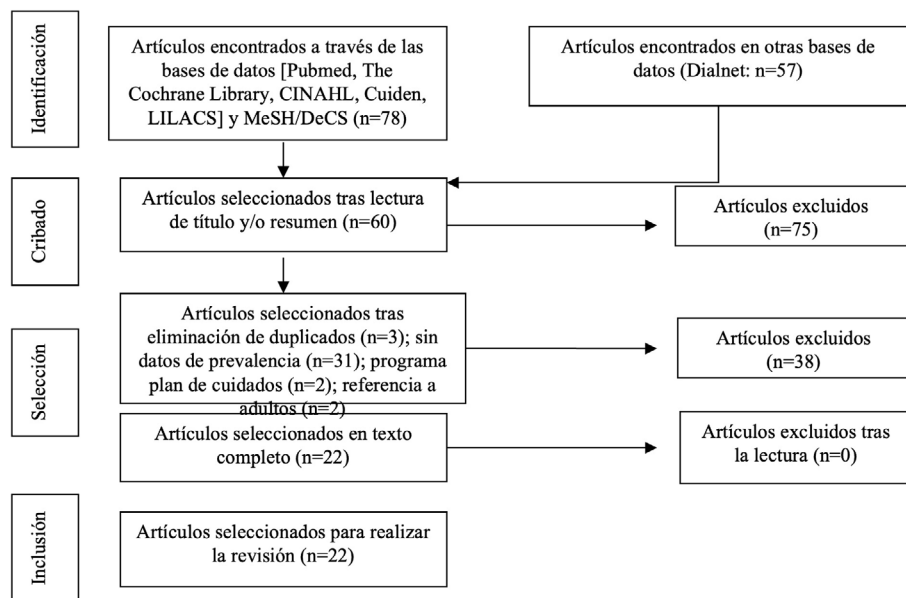 Identificación
Artículos encontrados a través de las
bases de datos [Pubmed, The
Cochrane Library, CINAHL, Cuiden,
LILACS] y MeSH/DeCS (n=78)
Artículos encontrados en otras bases de
datos (Dialnet: n=57)
Cribado
Artículos seleccionados tras lectura
de título y/o resumen (n=60)
Artículos excluidos
(n=75)
Selección
Artículos seleccionados tras
eliminación de duplicados (n=3); sin
datos de prevalencia (n=31); programa
plan de cuidados (n=2); referencia a
adultos (n=2)
Artículos excluidos
(n=38)
Artículos seleccionados en texto
completo (n=22)
Artículos excluidos tras
la lectura (n=0)
Inclusión
Artículos seleccionados para realizar
la revisión (n=22)